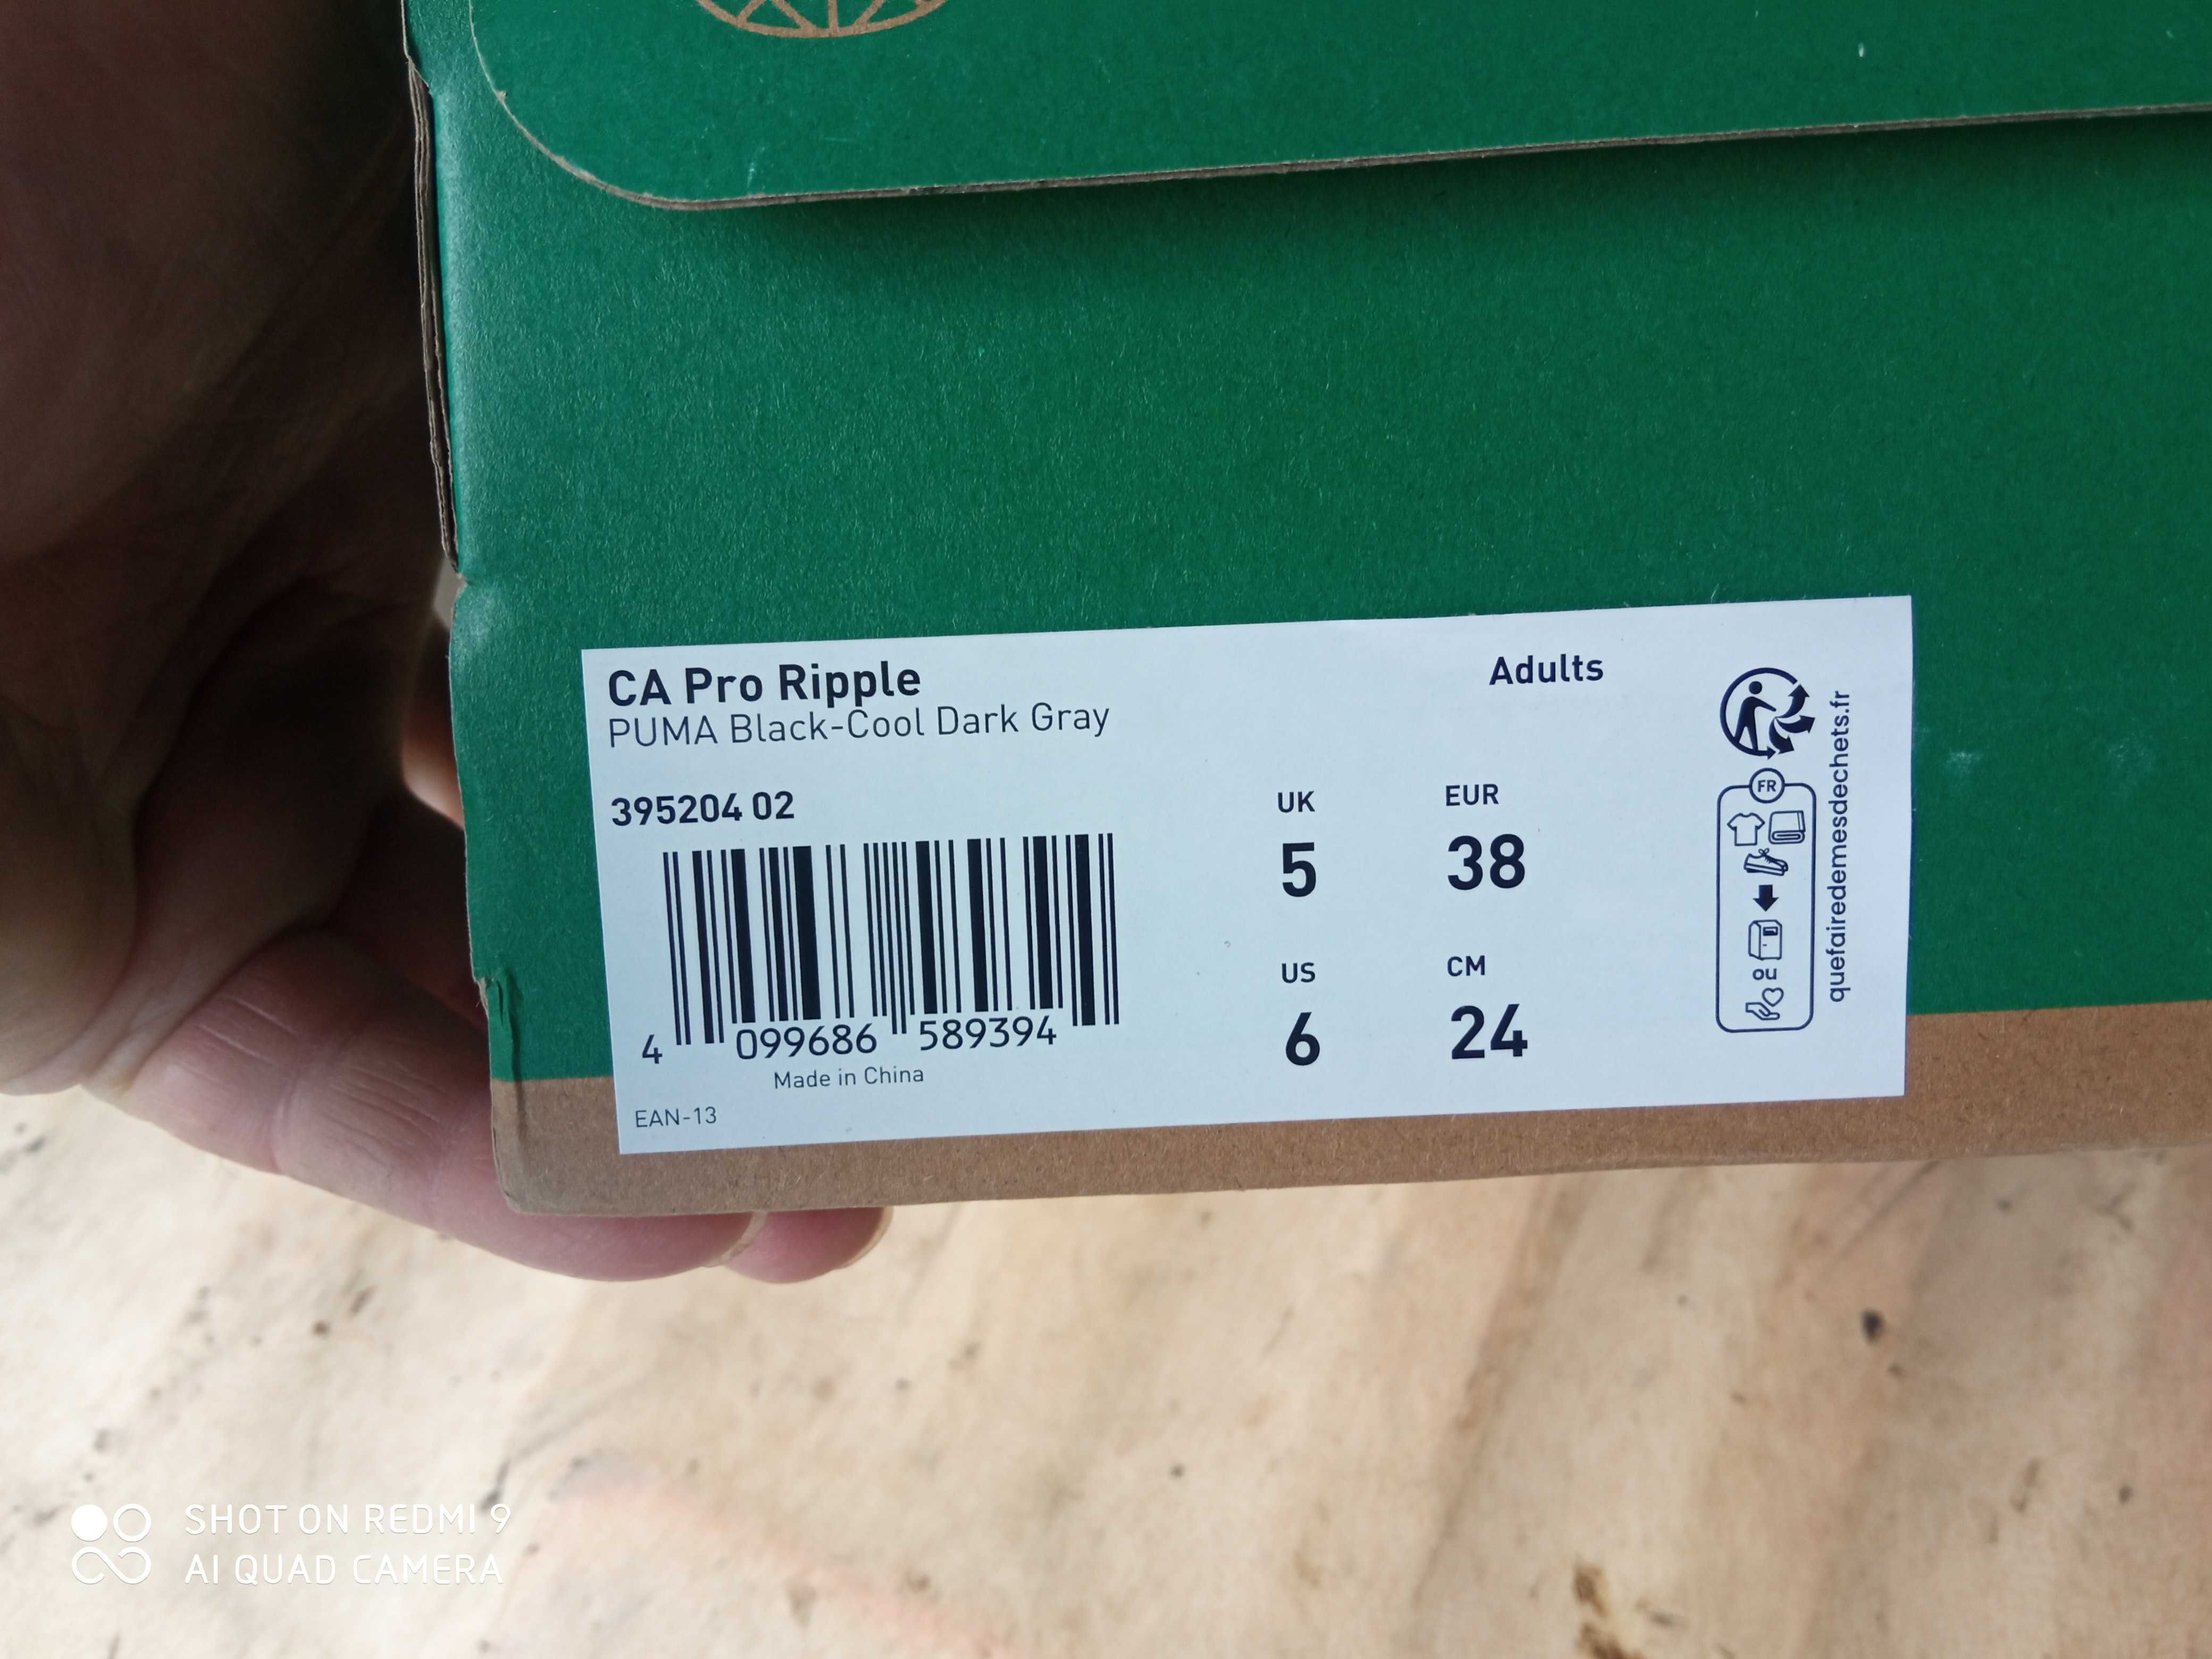 CA Pro Ripple
Adults
PUMA Black-Cool Dark Gray
395204 02
UK
EUR
5
38
US
CM
6
24
4 099686 589394
Made in China
EAN-13
FR
ou
quefairedemesdechets.fr
SHOT ON REDMI 9
AI QUAD CAMERA